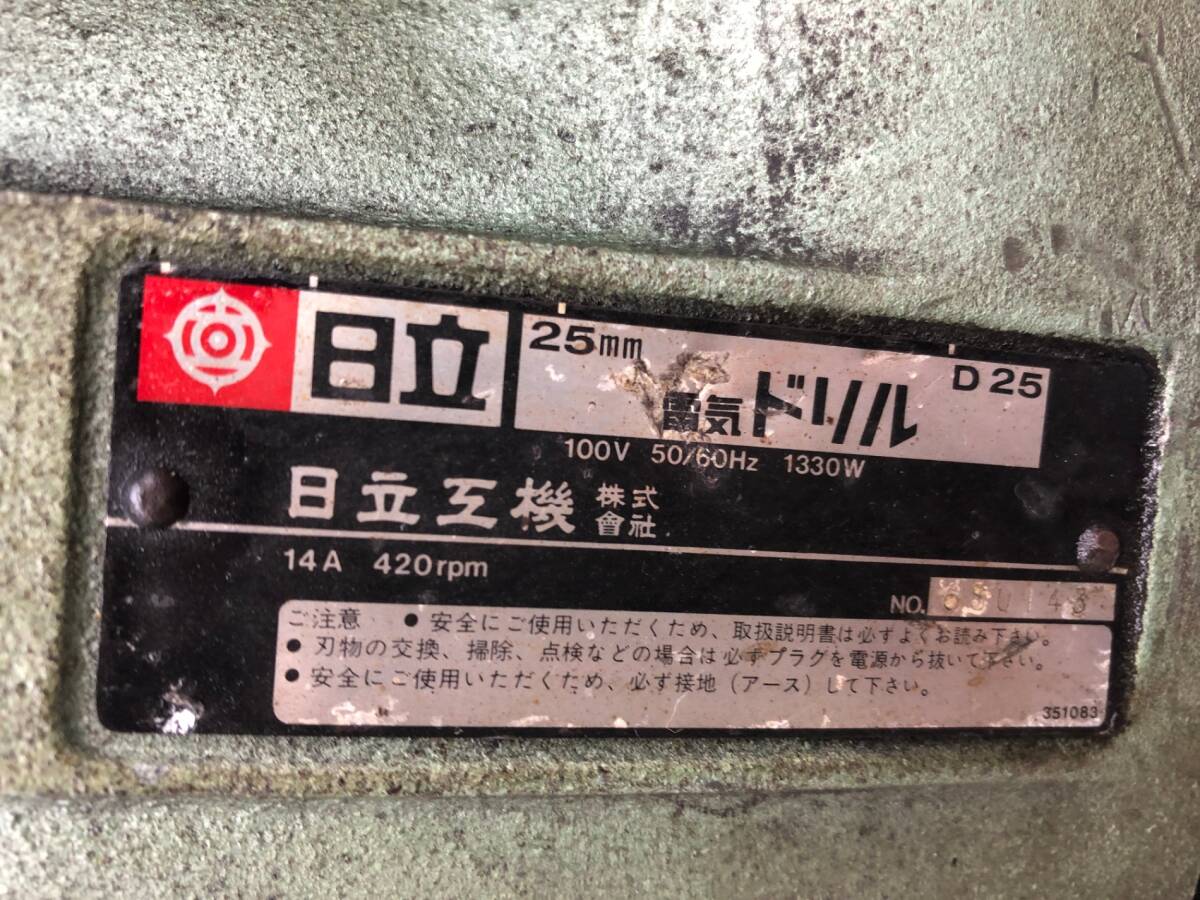 日立
25mm
D 25
電気ドリル
100V 50/60Hz 1330W
日立工機 株式會社
14A 420rpm
NO.
ご注意 ● 安全にご使用いただくため、取扱説明書は必ずよくお読み下さい。
● 刃物の交換、掃除、点検などの場合は必ずプラグを電源から抜いて下さい。
● 安全にご使用いただくため、必ず接地（アース）して下さい。
351083